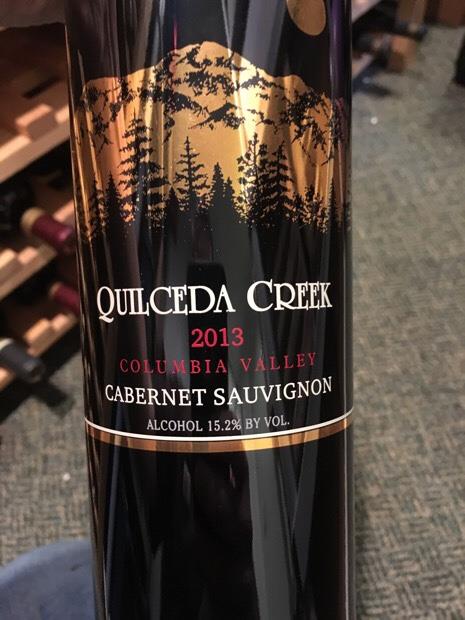 QUILCEDA CREEK
2013
COLUMBIA VALLEY
CABERNET SAUVIGNON
ALCOHOL 15.2% BY VOL.